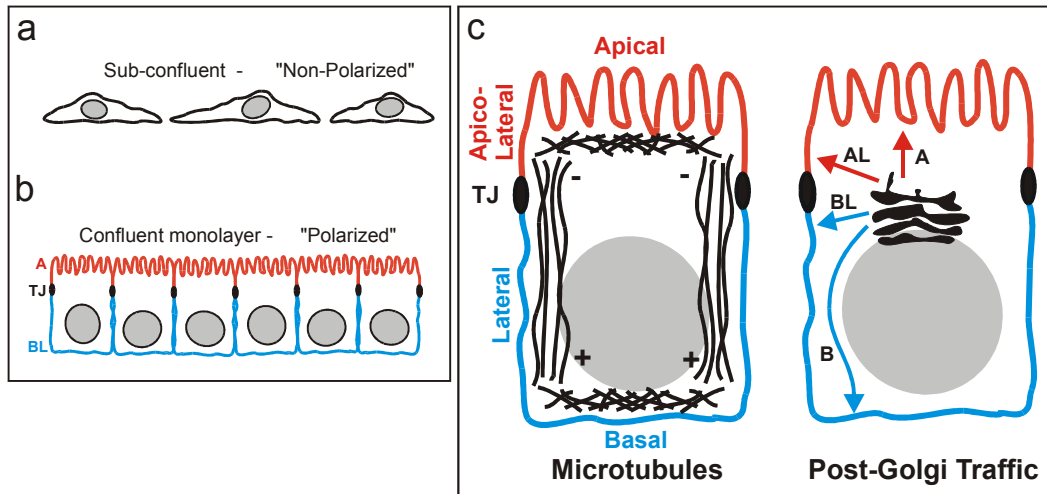 a
Sub-confluent - "Non-Polarized"
b
Confluent monolayer - "Polarized"
A
TJ
BL
c
Apical
Apico-
Lateral
TJ
Lateral
- -
+ +
Basal
Microtubules
AL
A
BL
B
Post-Golgi Traffic